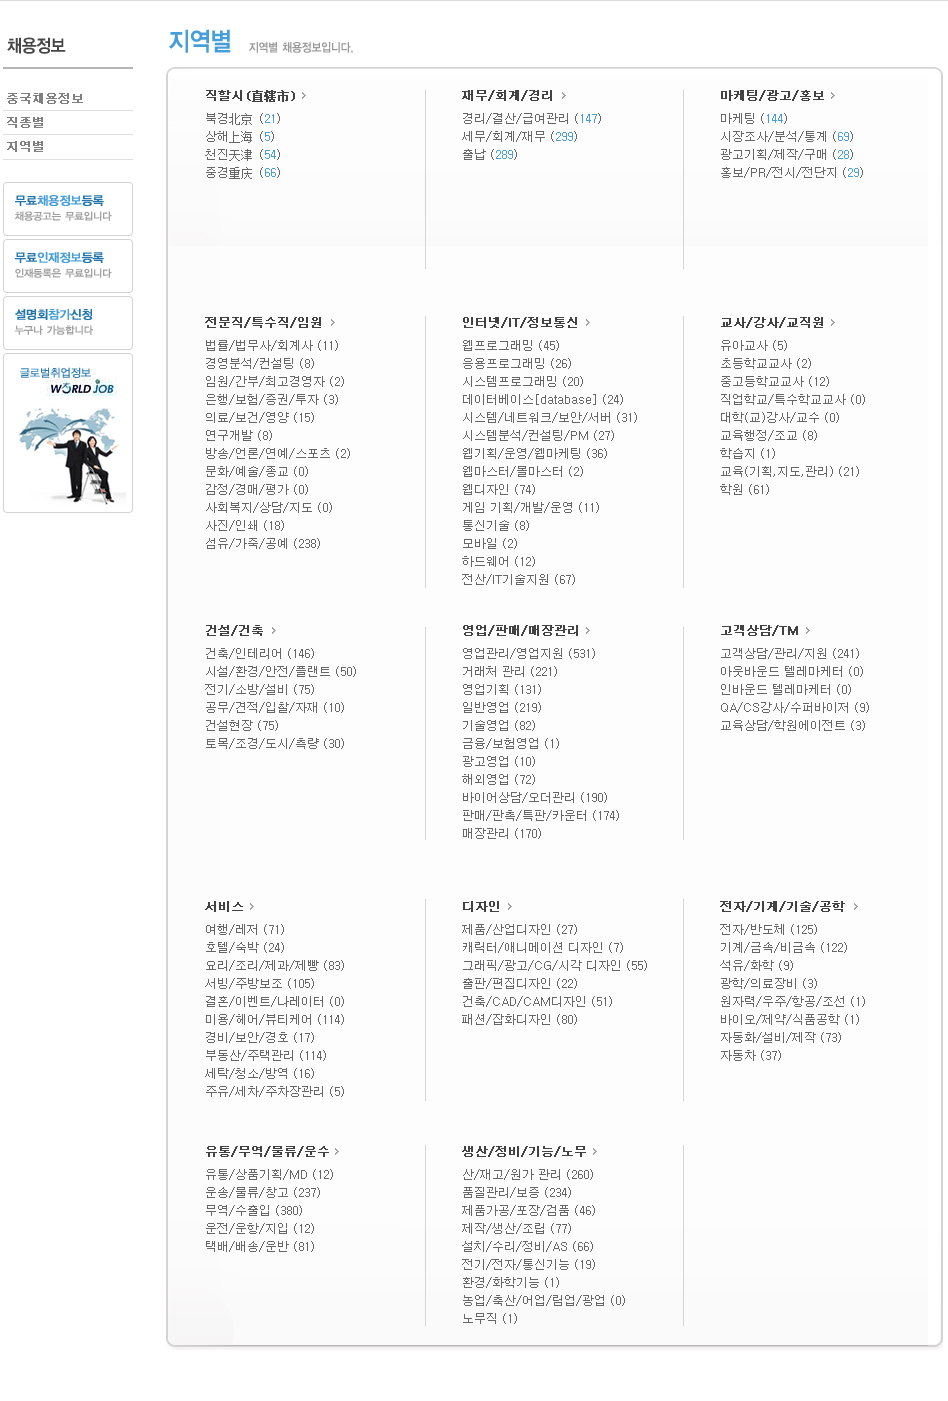 채용정보
중국채용정보
직종별
지역별
무료채용정보등록
채용공고는 무료입니다
무료인재정보등록
인재등록은 무료입니다
설명회참가신청
누구나 가능합니다
글로벌취업정보
WORLD JOB
지역별 지역별 채용정보입니다.
직할시(直辖市)
북경北京 (21)
상해上海 (5)
천진天津 (54)
중경重庆 (66)
재무/회계/경리
경리/결산/급여관리 (147)
세무/회계/재무 (299)
출납 (289)
마케팅/광고/홍보
마케팅 (144)
시장조사/분석/통계 (69)
광고기획/제작/구매 (28)
홍보/PR/전시/전단지 (29)
전문직/특수직/임원
법률/법무사/회계사 (11)
경영분석/컨설팅 (8)
임원/간부/최고경영자 (2)
은행/보험/증권/투자 (3)
의료/보건/영양 (15)
연구개발 (8)
방송/언론/연예/스포츠 (2)
문화/예술/종교 (0)
감정/경매/평가 (0)
사회복지/상담/지도 (0)
사진/인쇄 (18)
섬유/가죽/공예 (238)
인터넷/IT/정보통신
웹프로그래밍 (45)
응용프로그래밍 (26)
시스템프로그래밍 (20)
데이터베이스[database] (24)
시스템/네트워크/보안/서버 (31)
시스템분석/컨설팅/PM (27)
웹기획/운영/웹마케팅 (36)
웹마스터/몰마스터 (2)
웹디자인 (74)
게임 기획/개발/운영 (11)
통신기술 (8)
모바일 (2)
하드웨어 (12)
전산/IT기술지원 (67)
교사/강사/교직원
유아교사 (5)
초등학교교사 (2)
중고등학교교사 (12)
직업학교/특수학교교사 (0)
대학(교)강사/교수 (0)
교육행정/조교 (8)
학습지 (1)
교육(기획,지도,관리) (21)
학원 (61)
건설/건축
건축/인테리어 (146)
시설/환경/안전/플랜트 (50)
전기/소방/설비 (75)
공무/견적/입찰/자재 (10)
건설현장 (75)
토목/조경/도시/측량 (30)
영업/판매/매장관리
영업관리/영업지원 (531)
거래처 관리 (221)
영업기획 (131)
일반영업 (219)
기술영업 (82)
금융/보험영업 (1)
광고영업 (10)
해외영업 (72)
바이어상담/오더관리 (190)
판매/판촉/특판/카운터 (174)
매장관리 (170)
고객상담/TM
고객상담/관리/지원 (241)
아웃바운드 텔레마케터 (0)
인바운드 텔레마케터 (0)
QA/CS강사/수퍼바이저 (9)
교육상담/학원에이전트 (3)
서비스
여행/레저 (71)
호텔/숙박 (24)
요리/조리/제과/제빵 (83)
서빙/주방보조 (105)
결혼/이벤트/나레이터 (0)
미용/헤어/뷰티케어 (114)
경비/보안/경호 (17)
부동산/주택관리 (114)
세탁/청소/방역 (16)
주유/세차/주차장관리 (5)
디자인
제품/산업디자인 (27)
캐릭터/애니메이션 디자인 (7)
그래픽/광고/CG/시각 디자인 (55)
출판/편집디자인 (22)
건축/CAD/CAM디자인 (51)
패션/잡화디자인 (80)
전자/기계/기술/공학
전자/반도체 (125)
기계/금속/비금속 (122)
석유/화학 (9)
광학/의료장비 (3)
원자력/우주/항공/조선 (1)
바이오/제약/식품공학 (1)
자동화/설비/제작 (73)
자동차 (37)
유통/무역/물류/운수
유통/상품기획/MD (12)
운송/물류/창고 (237)
무역/수출입 (380)
운전/운항/지입 (12)
택배/배송/운반 (81)
생산/정비/기능/노무
산/재고/원가 관리 (260)
품질관리/보증 (234)
제품가공/포장/검품 (46)
제작/생산/조립 (77)
설치/수리/정비/AS (66)
전기/전자/통신기능 (19)
환경/화학기능 (1)
농업/축산/어업/림업/광업 (0)
노무직 (1)